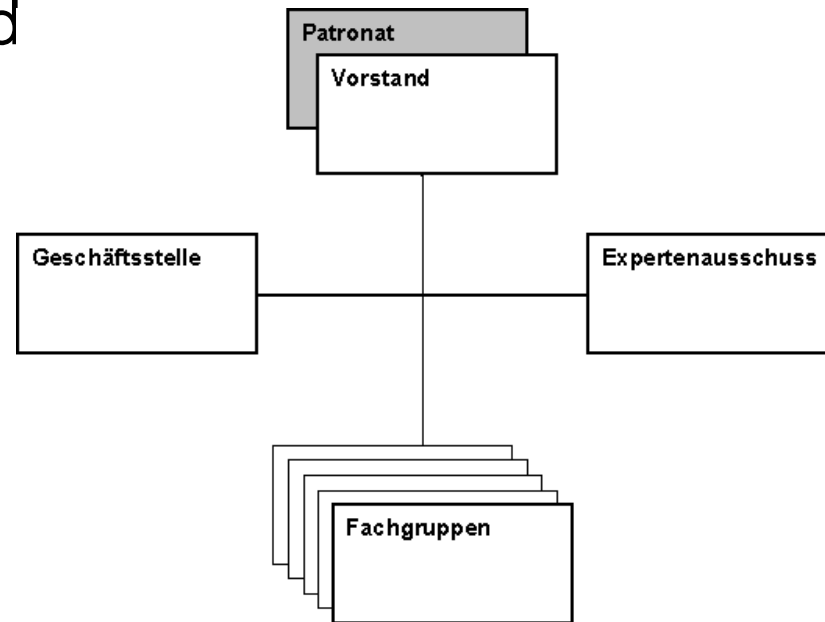 d
Patronat
Vorstand
Geschäftsstelle
Expertenausschuss
Fachgruppen